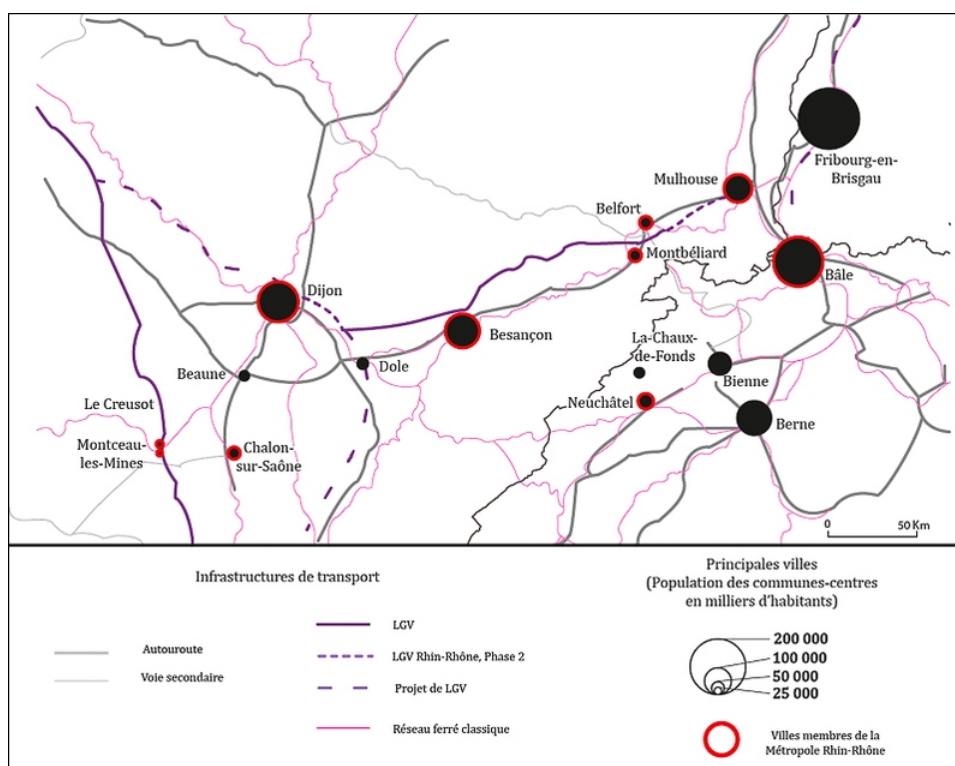 Fribourg-en-
Brisgau
Mulhouse
Belfort
Montbéliard
Bâle
Dijon
Besançon
La-Chaux-
de-Fonds
Dole
Beaune
Bienne
Neuchâtel
Berne
Le Creusot
Montceau-
les-Mines
Chalon-
sur-Saône
0 50 Km
Infrastructures de transport
Autouroute
Voie secondaire
LGV
LGV Rhin-Rhône, Phase 2
Projet de LGV
Réseau ferré classique
Principales villes
(Population des communes-centres
en milliers d'habitants)
200 000
100 000
50 000
25 000
Villes membres de la
Métropole Rhin-Rhône